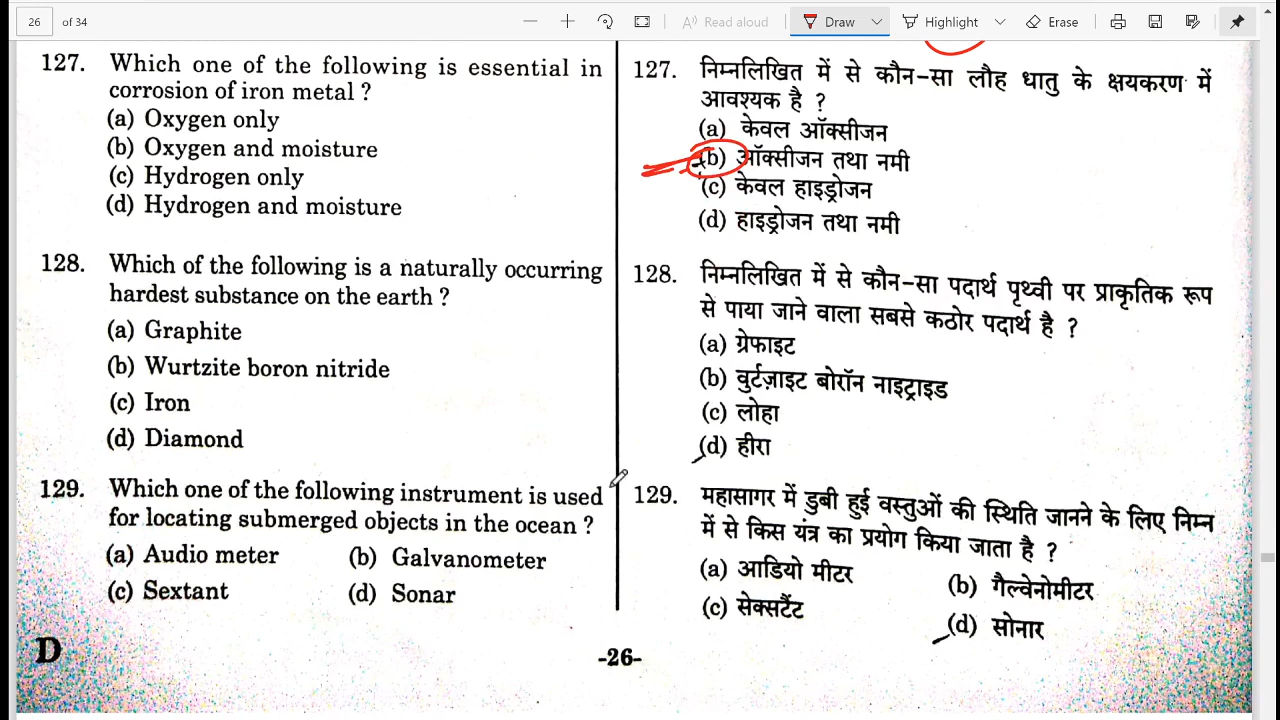 26 of 34 Read aloud Draw Highlight Erase
127. Which one of the following is essential in
corrosion of iron metal ?
(a) Oxygen only
(b) Oxygen and moisture
(c) Hydrogen only
(d) Hydrogen and moisture
128. Which of the following is a naturally occurring
hardest substance on the earth ?
(a) Graphite
(b) Wurtzite boron nitride
(c) Iron
(d) Diamond
129. Which one of the following instrument is used
for locating submerged objects in the ocean ?
(a) Audio meter (b) Galvanometer
(c) Sextant (d) Sonar
127. निम्नलिखित में से कौन-सा लौह धातु के क्षयकरण में
आवश्यक है ?
(a) केवल ऑक्सीजन
(b) ऑक्सीजन तथा नमी
(c) केवल हाइड्रोजन
(d) हाइड्रोजन तथा नमी
128. निम्नलिखित में से कौन-सा पदार्थ पृथ्वी पर प्राकृतिक रूप
से पाया जाने वाला सबसे कठोर पदार्थ है ?
(a) ग्रेफाइट
(b) वुर्टज़ाइट बोरॉन नाइट्राइड
(c) लोहा
(d) हीरा
129. महासागर में डुबी हुई वस्तुओं की स्थिति जानने के लिए निम्न
में से किस यंत्र का प्रयोग किया जाता है ?
(a) आडियो मीटर (b) गैल्वेनोमीटर
(c) सेक्सटैंट (d) सोनार
D -26-